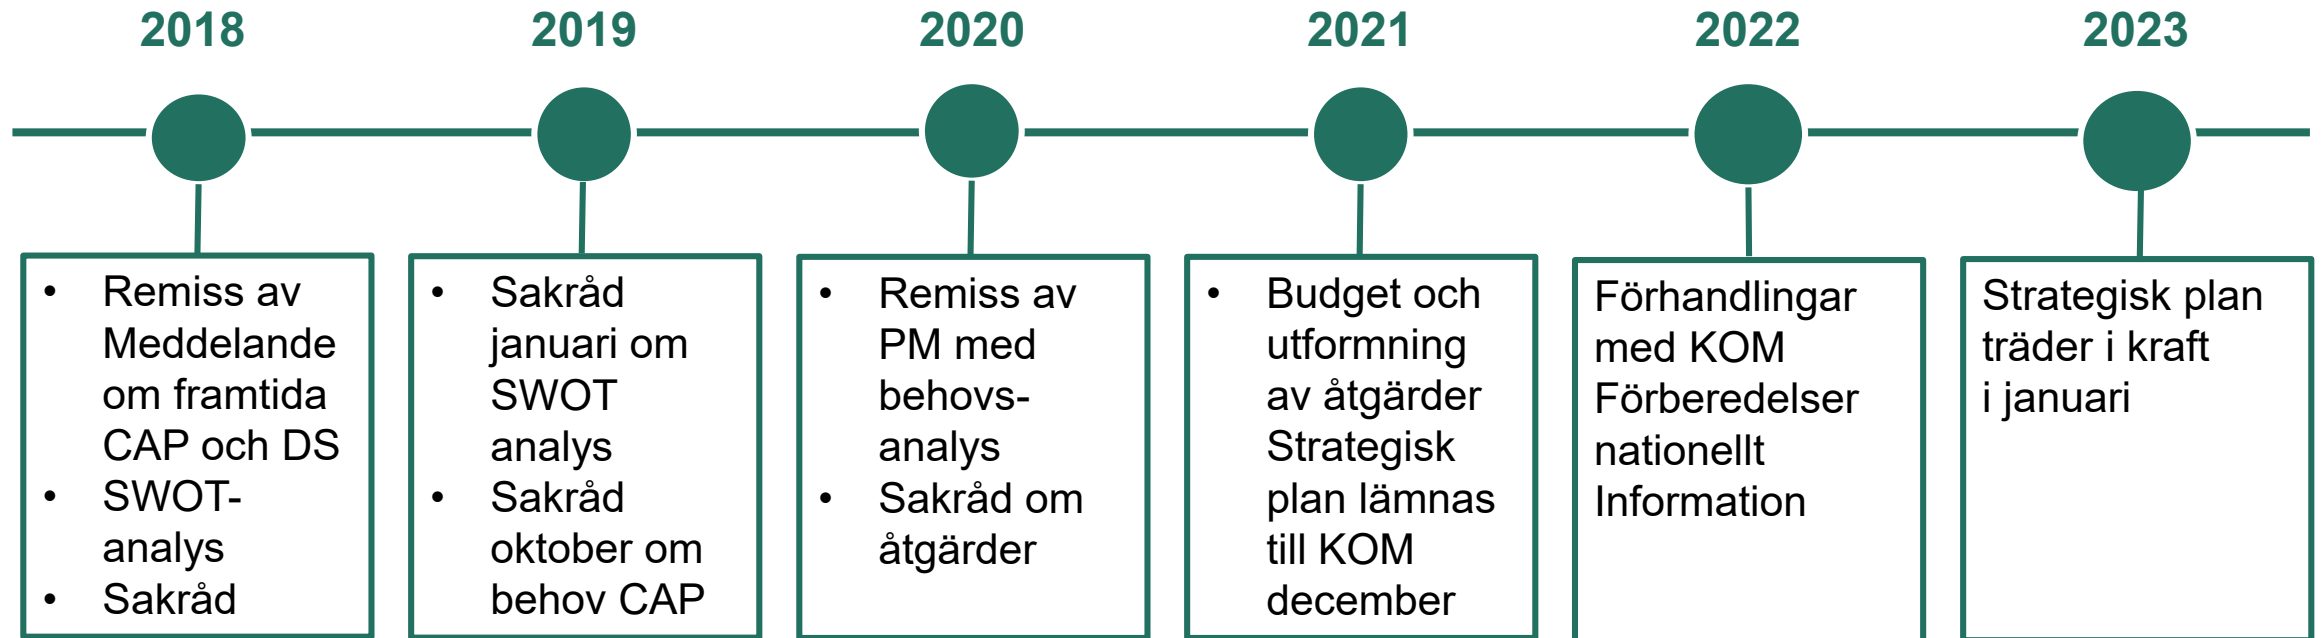 2018
2019
2020
2021
2022
2023
• Remiss av
Meddelande
om framtida
CAP och DS
• SWOT-
analys
• Sakråd
• Sakråd
januari om
SWOT
analys
• Sakråd
oktober om
behov CAP
• Remiss av
PM med
behovs-
analys
• Sakråd om
åtgärder
• Budget och
utformning
av åtgärder
Strategisk
plan lämnas
till KOM
december
Förhandlingar
med KOM
Förberedelser
nationellt
Information
Strategisk plan
träder i kraft
i januari